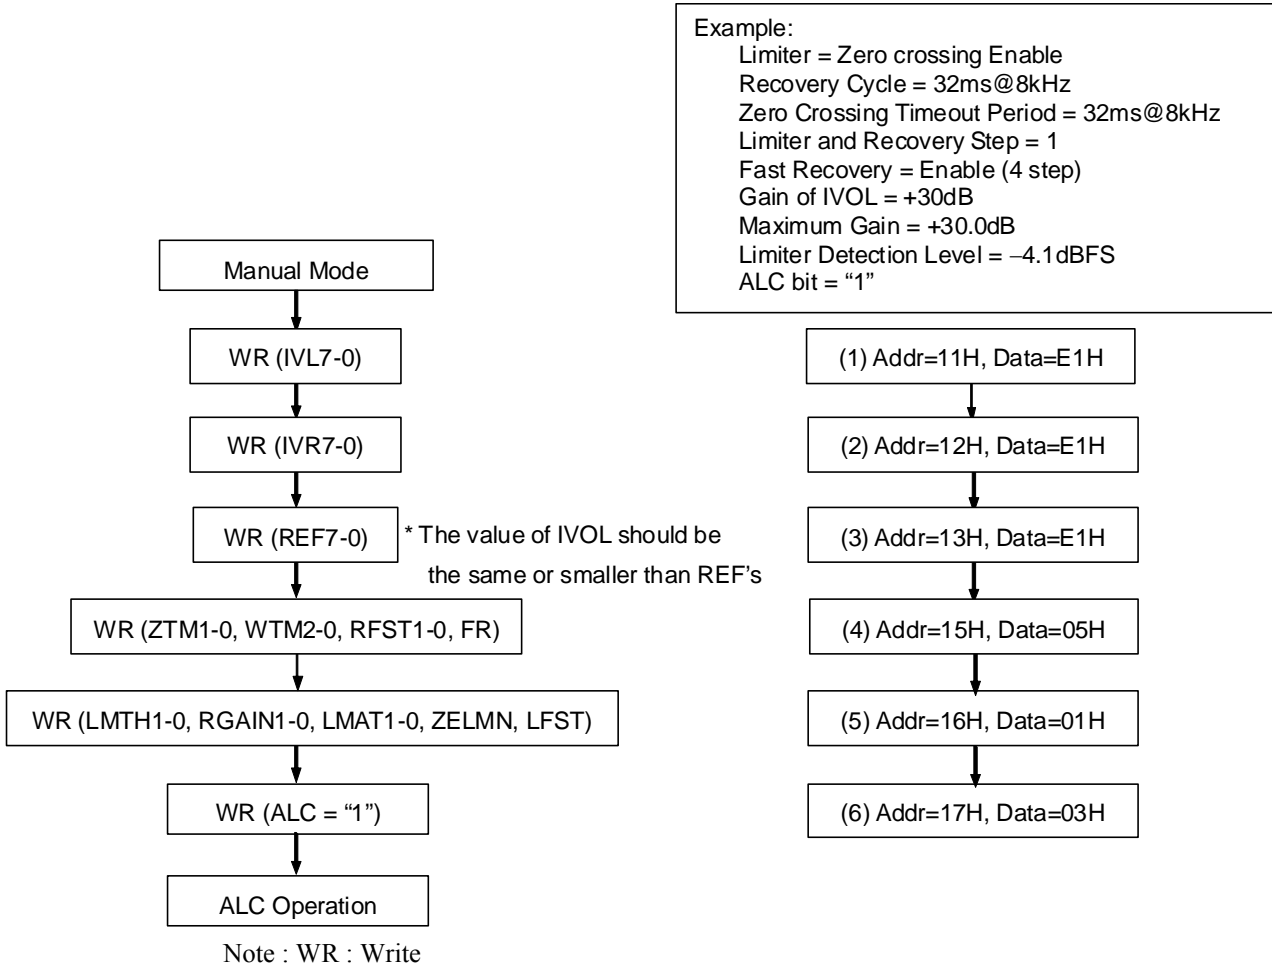 Example:
Limiter = Zero crossing Enable
Recovery Cycle = 32ms@8kHz
Zero Crossing Timeout Period = 32ms@8kHz
Limiter and Recovery Step = 1
Fast Recovery = Enable (4 step)
Gain of IVOL = +30dB
Maximum Gain = +30.0dB
Limiter Detection Level = −4.1dBFS
ALC bit = “1”
Manual Mode
WR (IVL7-0)
WR (IVR7-0)
WR (REF7-0)
* The value of IVOL should be
the same or smaller than REF’s
WR (ZTM1-0, WTM2-0, RFST1-0, FR)
WR (LMTH1-0, RGAIN1-0, LMAT1-0, ZELMN, LFST)
WR (ALC = “1”)
ALC Operation
Note : WR : Write
(1) Addr=11H, Data=E1H
(2) Addr=12H, Data=E1H
(3) Addr=13H, Data=E1H
(4) Addr=15H, Data=05H
(5) Addr=16H, Data=01H
(6) Addr=17H, Data=03H